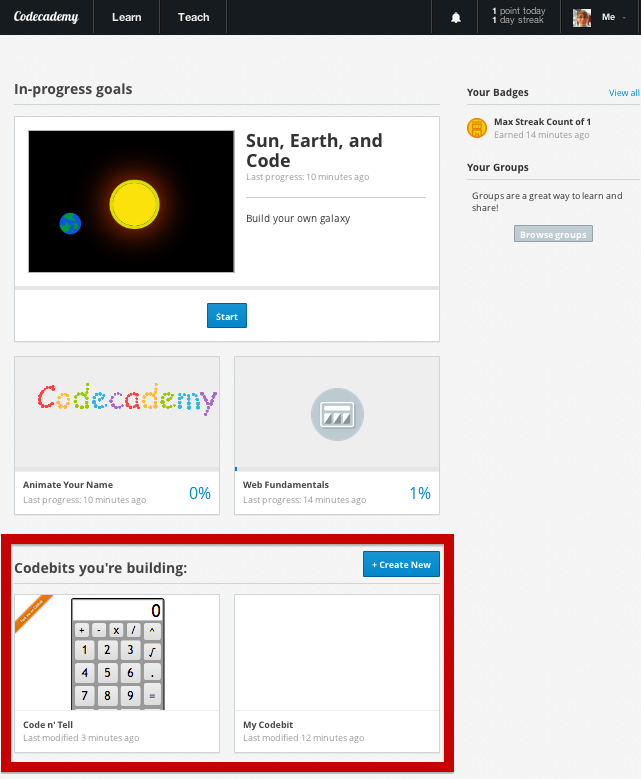 Codecademy
Learn
Teach
1 point today
1 day streak
Me
In-progress goals
Sun, Earth, and
Code
Last progress: 10 minutes ago
Build your own galaxy
Start
Codecademy
Animate Your Name
Last progress: 10 minutes ago
0%
Web Fundamentals
Last progress: 14 minutes ago
1%
Codebits you're building:
+ Create New
0
+ - x / ^
1 2 3 √
4 5 6 .
7 8 9 =
Code n' Tell
Last modified 3 minutes ago
My Codebit
Last modified 12 minutes ago
Your Badges
View all
Max Streak Count of 1
Earned 14 minutes ago
Your Groups
Groups are a great way to learn and
share!
Browse groups